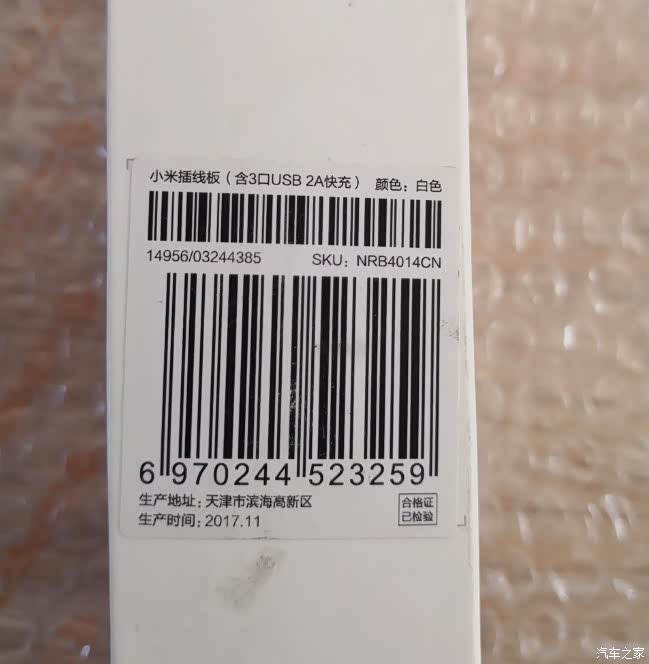 小米插线板（含3口USB 2A快充） 颜色：白色
14956/03244385 SKU：NRB4014CN
6 970244 523259
生产地址：天津市滨海高新区
生产时间：2017.11
合格证
已检验
汽车之家